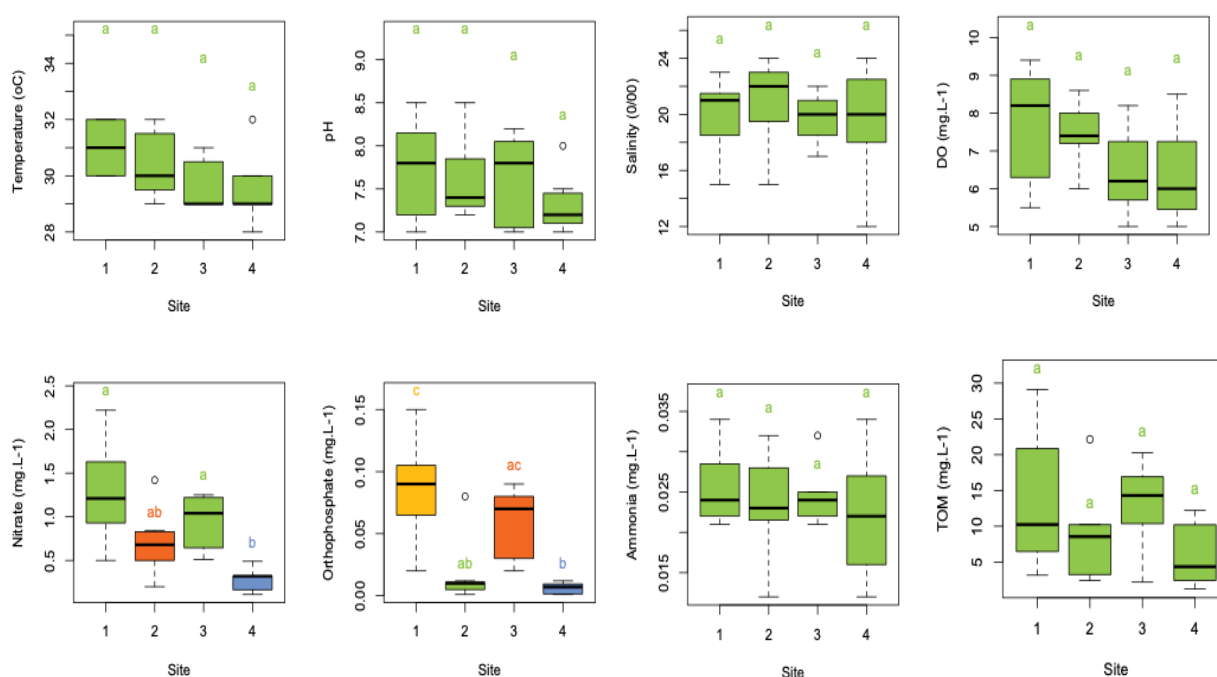 Temperature (oC)
34
32
30
28
a a a a
1 2 3 4
Site
pH
9.0
8.5
8.0
7.5
7.0
a a a a
1 2 3 4
Site
Salinity (0/00)
24
20
16
12
a a a a
1 2 3 4
Site
DO (mg.L-1)
10
9
8
7
6
5
a a a a
1 2 3 4
Site
Nitrate (mg.L-1)
2.5
2.0
1.5
1.0
0.5
a ab a b
1 2 3 4
Site
Orthophosphate (mg.L-1)
0.15
0.10
0.05
0.00
c ab ac b
1 2 3 4
Site
Ammonia (mg.L-1)
0.035
0.025
0.015
a a a a
1 2 3 4
Site
TOM (mg.L-1)
30
25
20
15
10
5
a a a a
1 2 3 4
Site